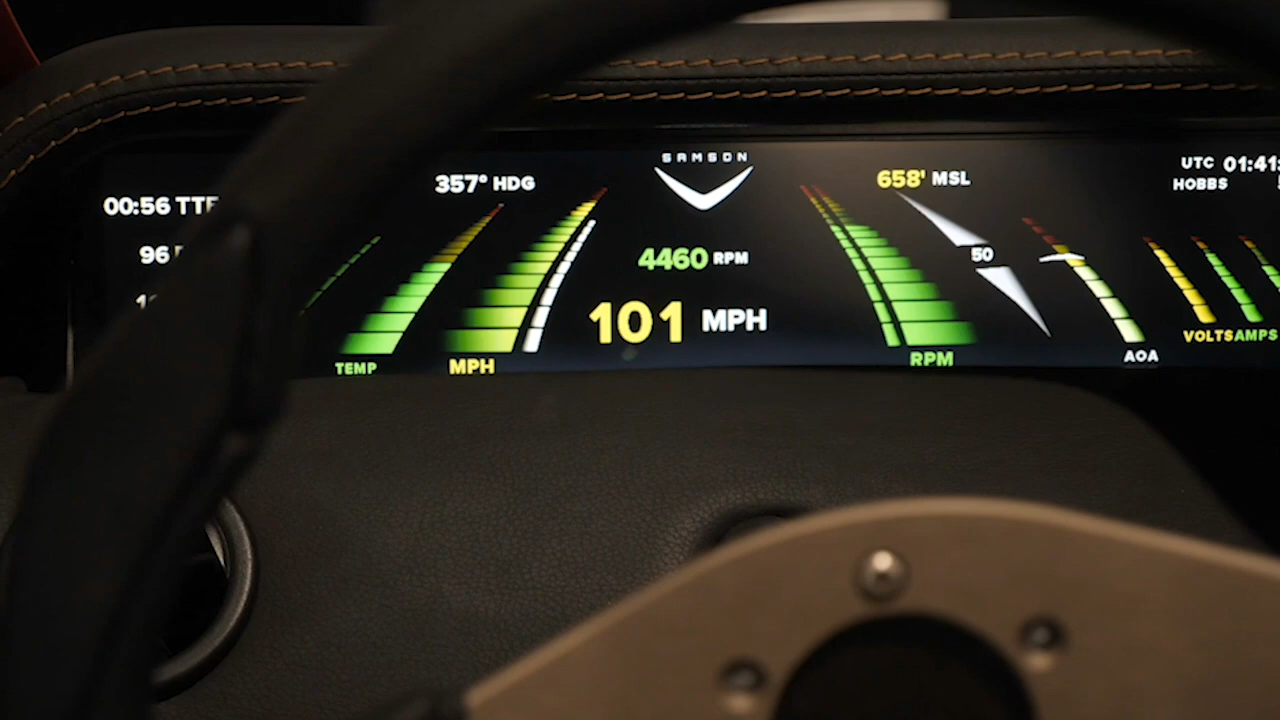 SAMSON
357° HDG
658' MSL
UTC 01:41
HOBBS
00:56
96
50
4460 RPM
101 MPH
TEMP
MPH
RPM
AOA
VOLTS
AMPS